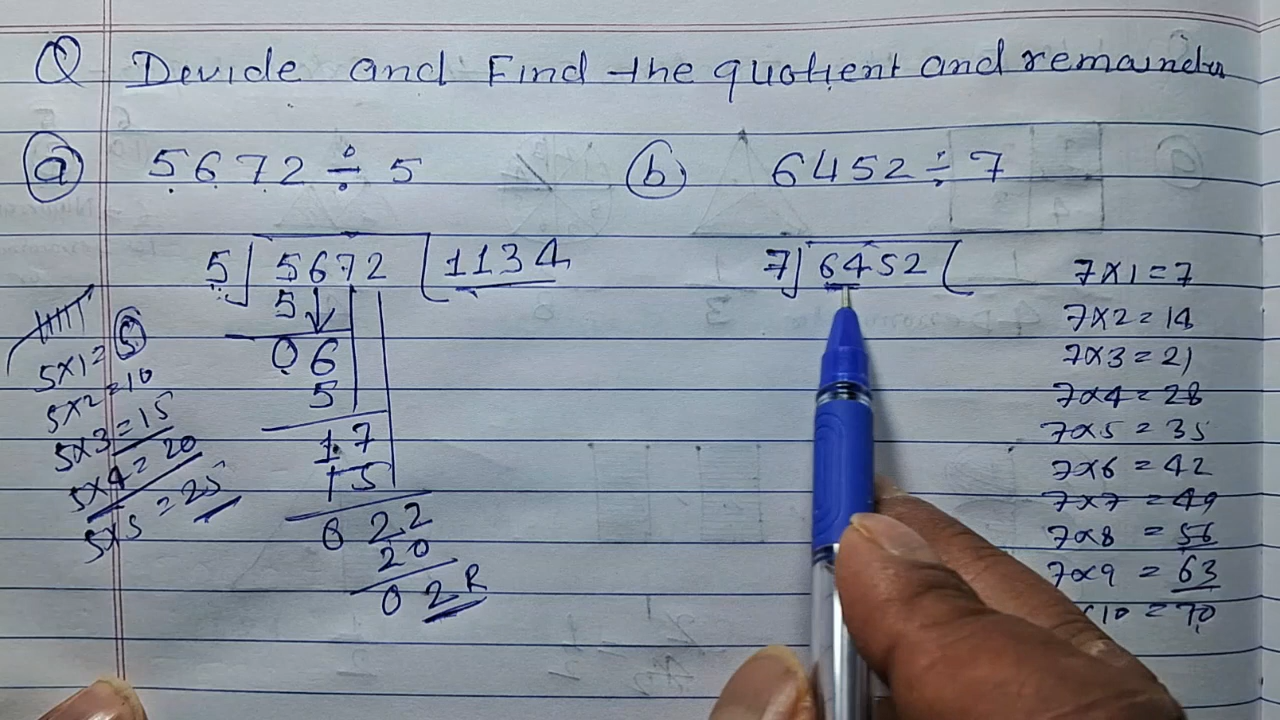 Q Devide and Find the quotient and remainder
a 5672 ÷ 5
5 5672 1134
5
06
5
17
15
022
20
02 R
5x1=5
5x2=10
5x3=15
5x4=20
5x5=25
b 6452 ÷ 7
7 6452
7x1=7
7x2=14
7x3=21
7x4=28
7x5=35
7x6=42
7x7=49
7x8=56
7x9=63
x10=70